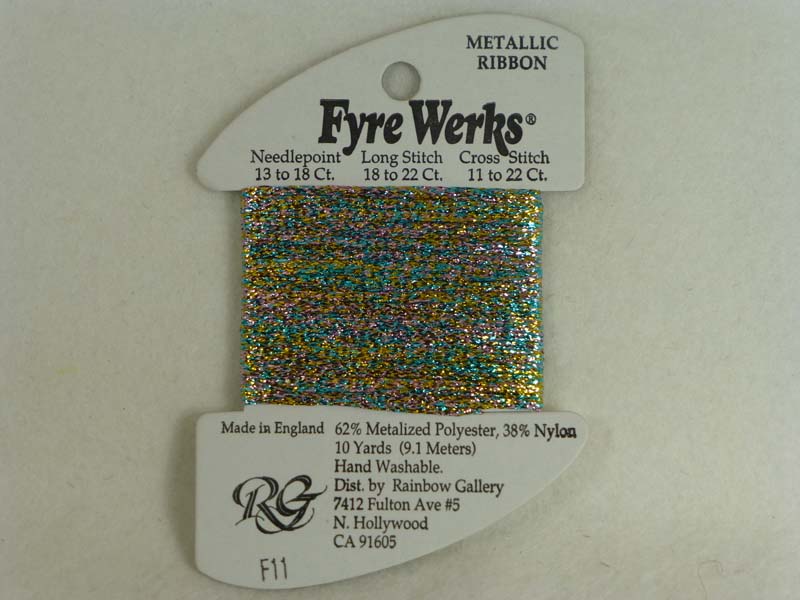 METALLIC
RIBBON
Fyre Werks®
Needlepoint Long Stitch Cross Stitch
13 to 18 Ct. 18 to 22 Ct. 11 to 22 Ct.
Made in England 62% Metalized Polyester, 38% Nylon
10 Yards (9.1 Meters)
Hand Washable.
Dist. by Rainbow Gallery
7412 Fulton Ave #5
N. Hollywood
CA 91605
RG
F11